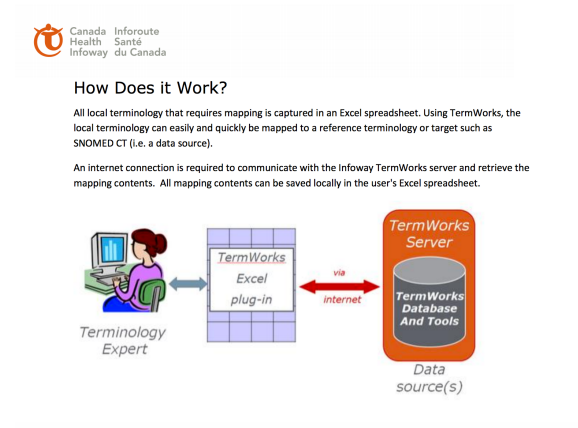 Canada Inforoute
Health Santé
Infoway du Canada
How Does it Work?
All local terminology that requires mapping is captured in an Excel spreadsheet. Using TermWorks, the
local terminology can easily and quickly be mapped to a reference terminology or target such as
SNOMED CT (i.e. a data source).
An internet connection is required to communicate with the Infoway TermWorks server and retrieve the
mapping contents. All mapping contents can be saved locally in the user's Excel spreadsheet.
Terminology
Expert
TermWorks
Excel
plug-in
via
internet
TermWorks
Server
TermWorks
Database
And Tools
Data
source(s)